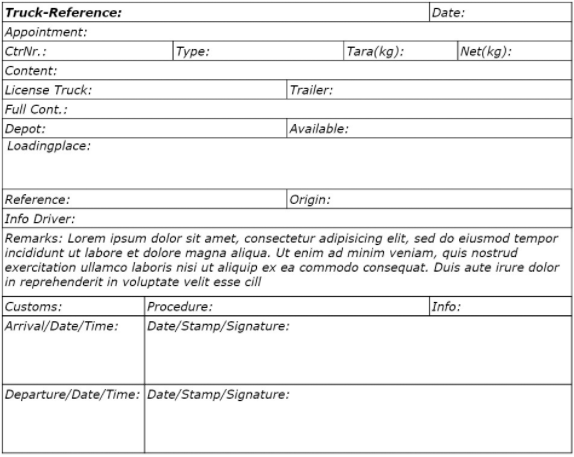 Truck-Reference: Date:
Appointment:
CtrNr.: Type: Tara(kg): Net(kg):
Content:
License Truck: Trailer:
Full Cont.:
Depot: Available:
Loadingplace:
Reference: Origin:
Info Driver:
Remarks: Lorem ipsum dolor sit amet, consectetur adipisicing elit, sed do eiusmod tempor
incididunt ut labore et dolore magna aliqua. Ut enim ad minim veniam, quis nostrud
exercitation ullamco laboris nisi ut aliquip ex ea commodo consequat. Duis aute irure dolor
in reprehenderit in voluptate velit esse cill
Customs: Procedure: Info:
Arrival/Date/Time: Date/Stamp/Signature:
Departure/Date/Time: Date/Stamp/Signature: